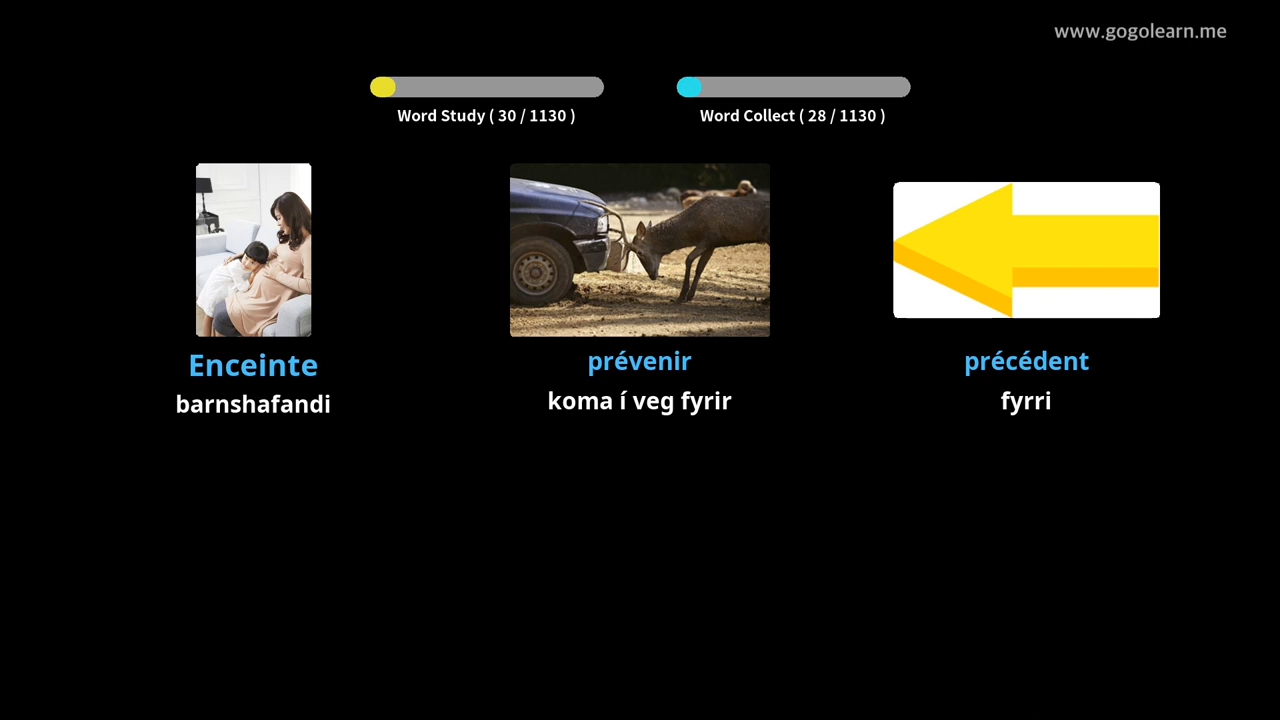 www.gogolearn.me
Word Study ( 30 / 1130 )
Word Collect ( 28 / 1130 )
Enceinte
barnshafandi
prévenir
koma í veg fyrir
précédent
fyrri